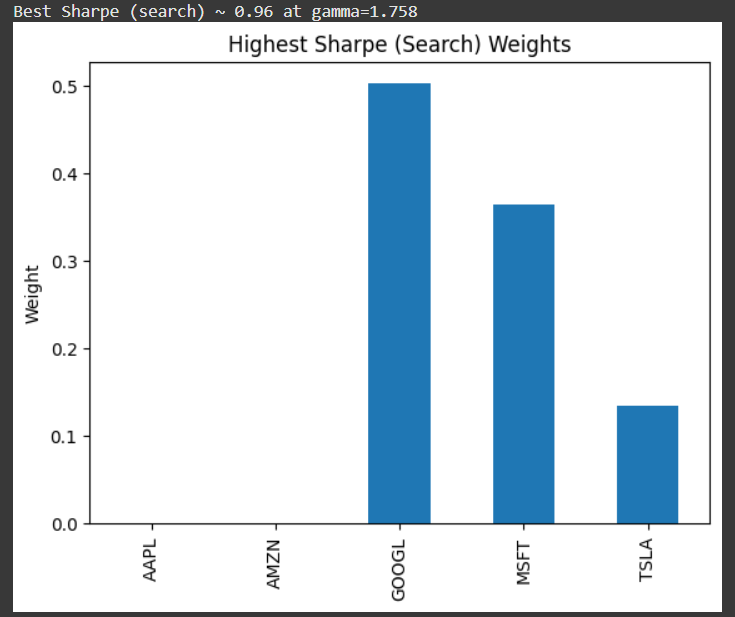 Best Sharpe (search) ~ 0.96 at gamma=1.758
Highest Sharpe (Search) Weights
Weight
0.5
0.4
0.3
0.2
0.1
0.0
AAPL
AMZN
GOOGL
MSFT
TSLA